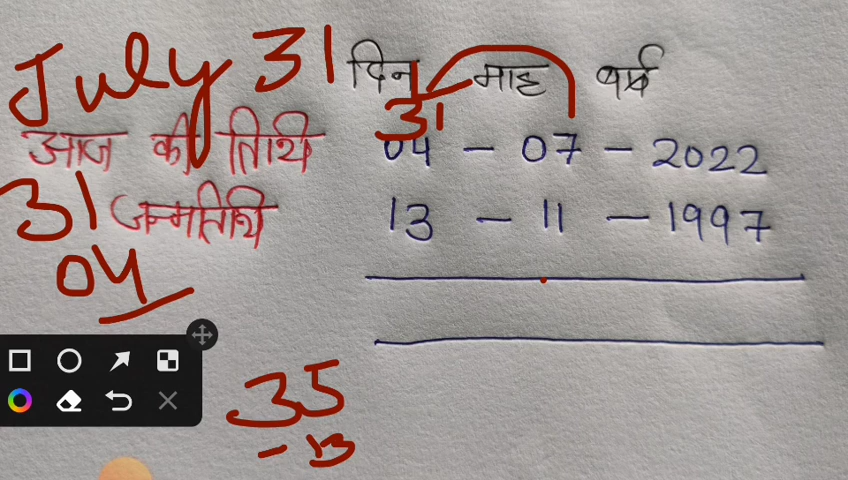 July 31 दिन माह वर्ष
31
आज की तिथि 04 - 07 - 2022
31 जन्मतिथि 13 - 11 - 1997
04
35
- 13